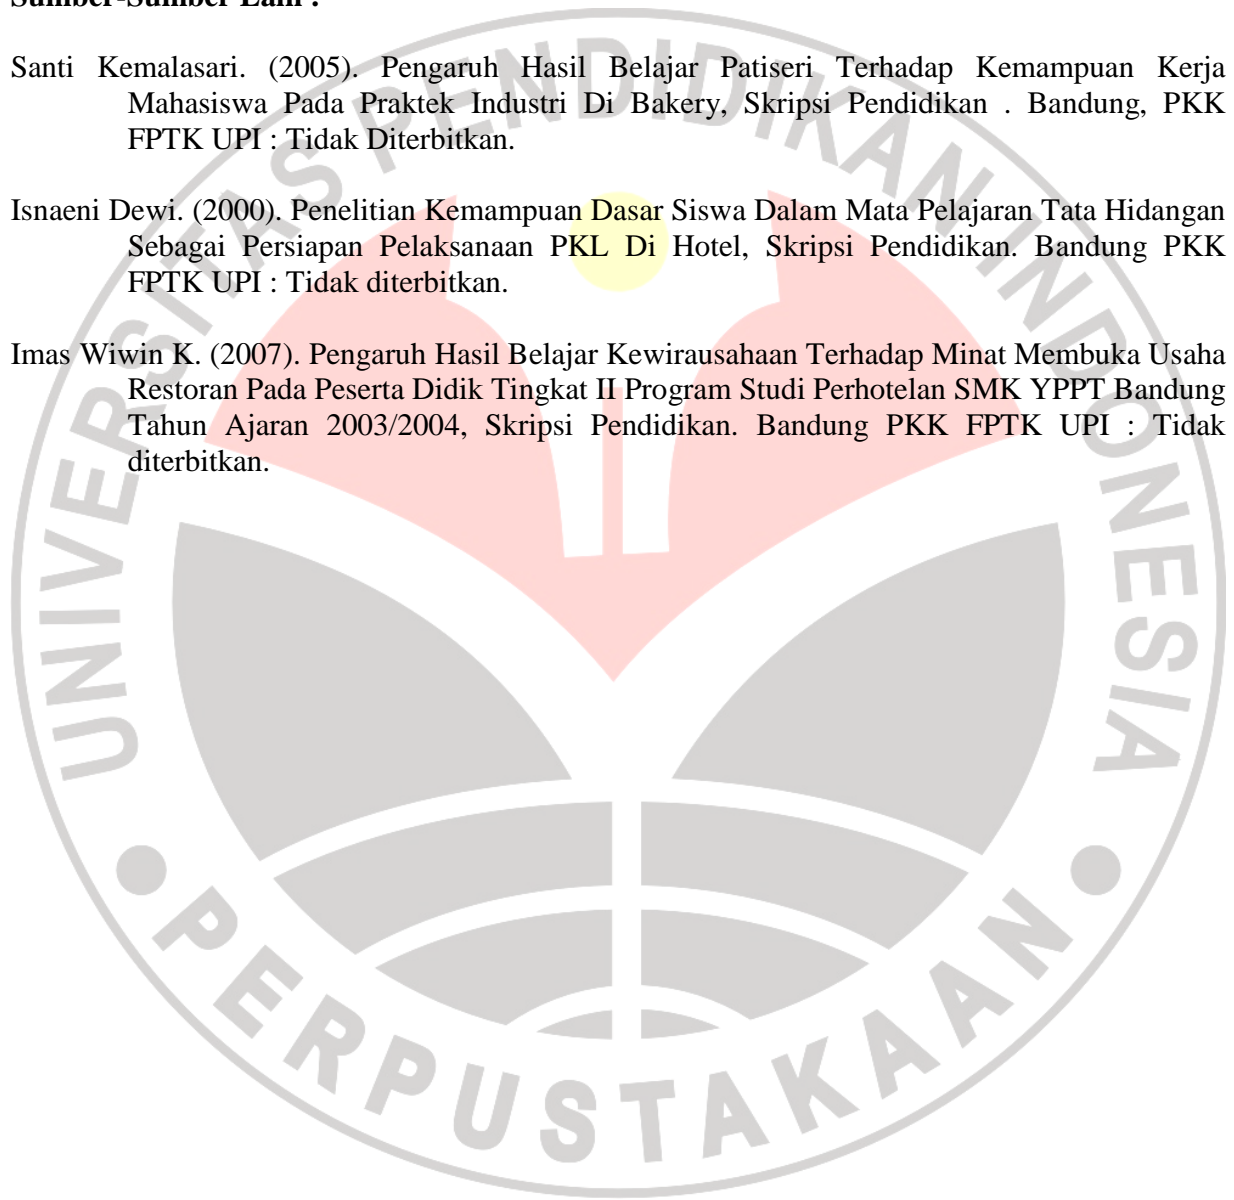 Sumber-Sumber Lain :
Santi Kemalasari. (2005). Pengaruh Hasil Belajar Patiseri Terhadap Kemampuan Kerja
Mahasiswa Pada Praktek Industri Di Bakery, Skripsi Pendidikan . Bandung, PKK
FPTK UPI : Tidak Diterbitkan.
Isnaeni Dewi. (2000). Penelitian Kemampuan Dasar Siswa Dalam Mata Pelajaran Tata Hidangan
Sebagai Persiapan Pelaksanaan PKL Di Hotel, Skripsi Pendidikan. Bandung PKK
FPTK UPI : Tidak diterbitkan.
Imas Wiwin K. (2007). Pengaruh Hasil Belajar Kewirausahaan Terhadap Minat Membuka Usaha
Restoran Pada Peserta Didik Tingkat II Program Studi Perhotelan SMK YPPT Bandung
Tahun Ajaran 2003/2004, Skripsi Pendidikan. Bandung PKK FPTK UPI : Tidak
diterbitkan.
UNIVERSITAS PENDIDIKAN INDONESIA
PERPUSTAKAAN